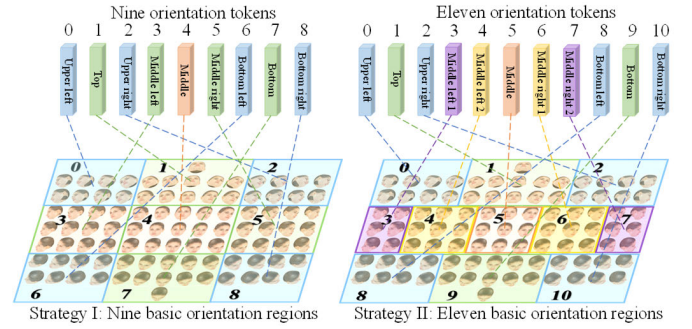 Nine orientation tokens
Eleven orientation tokens
0 1 2 3 4 5 6 7 8
0 1 2 3 4 5 6 7 8 9 10
Upper left
Top
Upper right
Middle left
Middle
Middle right
Bottom left
Bottom
Bottom right
Upper left
Top
Upper right
Middle left 1
Middle left 2
Middle
Middle right 1
Middle right 2
Bottom left
Bottom
Bottom right
0 1 2
3 4 5
6 7 8
0 1 2
3 4 5 6 7
8 9 10
Strategy I: Nine basic orientation regions
Strategy II: Eleven basic orientation regions